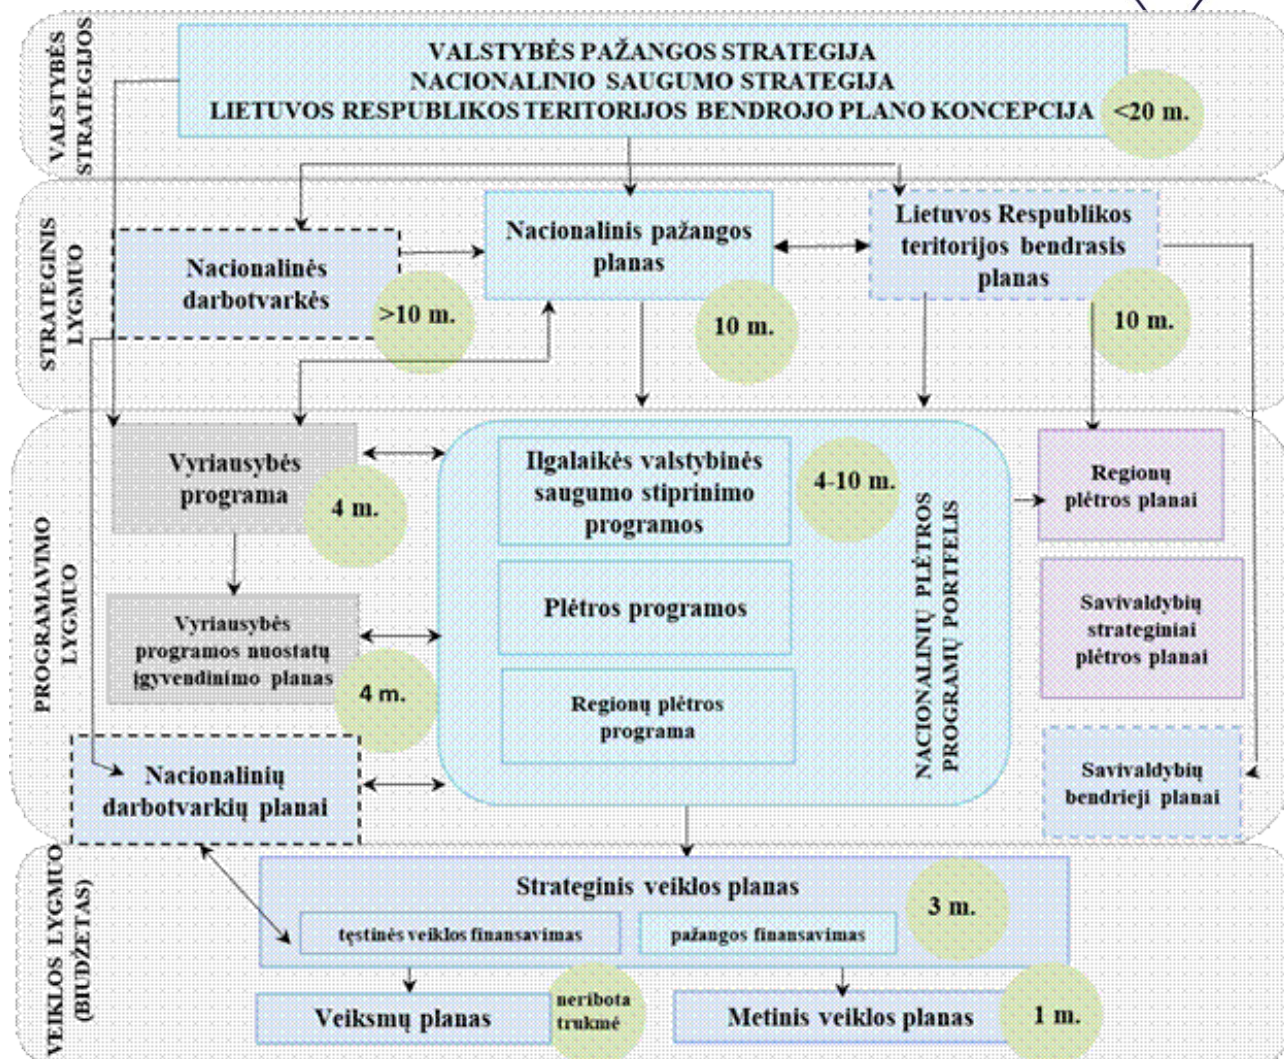 VALSTYBĖS
STRATEGIJOS
VALSTYBĖS PAŽANGOS STRATEGIJA
NACIONALINIO SAUGUMO STRATEGIJA
LIETUVOS RESPUBLIKOS TERITORIJOS BENDROJO PLANO KONCEPCIJA
<20 m.
STRATEGINIS
LYGMUO
Nacionalinės
darbotvarkės
>10 m.
Nacionalinis pažangos
planas
10 m.
Lietuvos Respublikos
teritorijos bendrasis
planas
10 m.
PROGRAMAVIMO
LYGMUO
Vyriausybės
programa
4 m.
Vyriausybės
programos nuostatų
įgyvendinimo planas
4 m.
Nacionalinių
darbotvarkių planai
Ilgalaikės valstybinės
saugumo stiprinimo
programos
4-10 m.
Plėtros programos
Regionų plėtros
programa
NACIONALINIŲ PLĖTROS
PROGRAMŲ PORTFELIS
Regionų
plėtros planai
Savivaldybių
strateginiai
plėtros planai
Savivaldybių
bendrieji planai
VEIKLOS LYGMUO
(BIUDŽETAS)
Strateginis veiklos planas
3 m.
tęstinės veiklos finansavimas
pažangos finansavimas
Veiksmų planas
neribota
trukmė
Metinis veiklos planas
1 m.